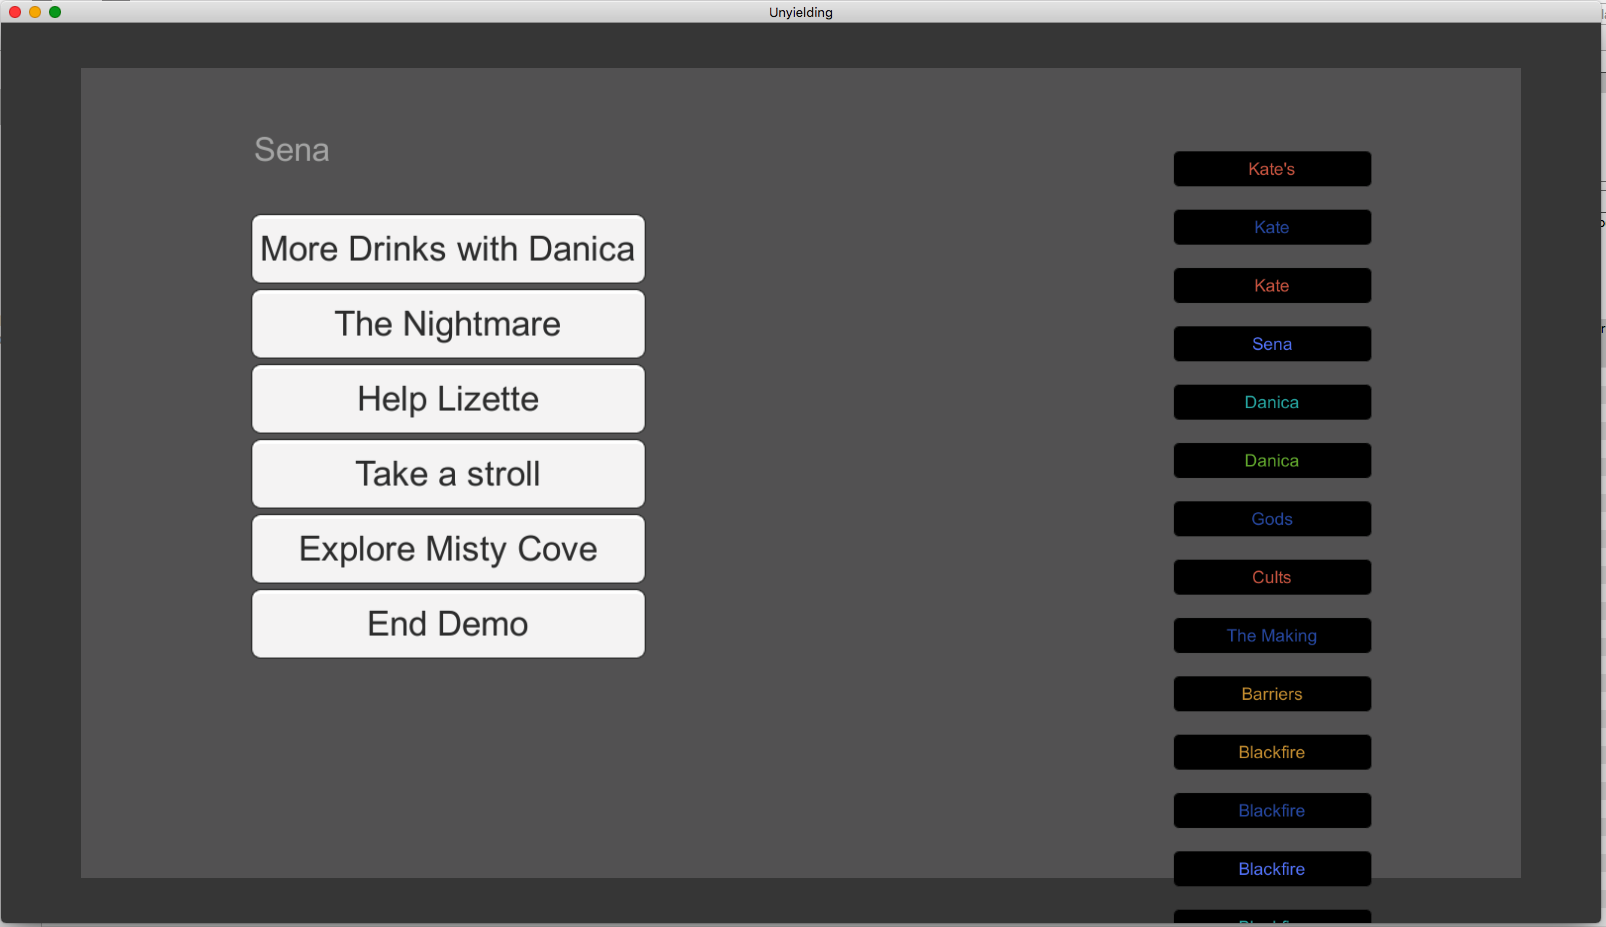 Unyielding
Sena
More Drinks with Danica
The Nightmare
Help Lizette
Take a stroll
Explore Misty Cove
End Demo
Kate's
Kate
Kate
Sena
Danica
Danica
Gods
Cults
The Making
Barriers
Blackfire
Blackfire
Blackfire